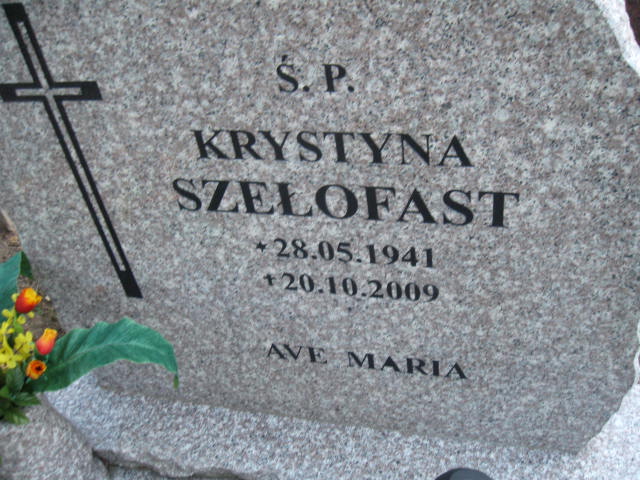 Ś. P.
KRYSTYNA
SZEŁOFAST
* 28.05.1941
† 20.10.2009
AVE MARIA